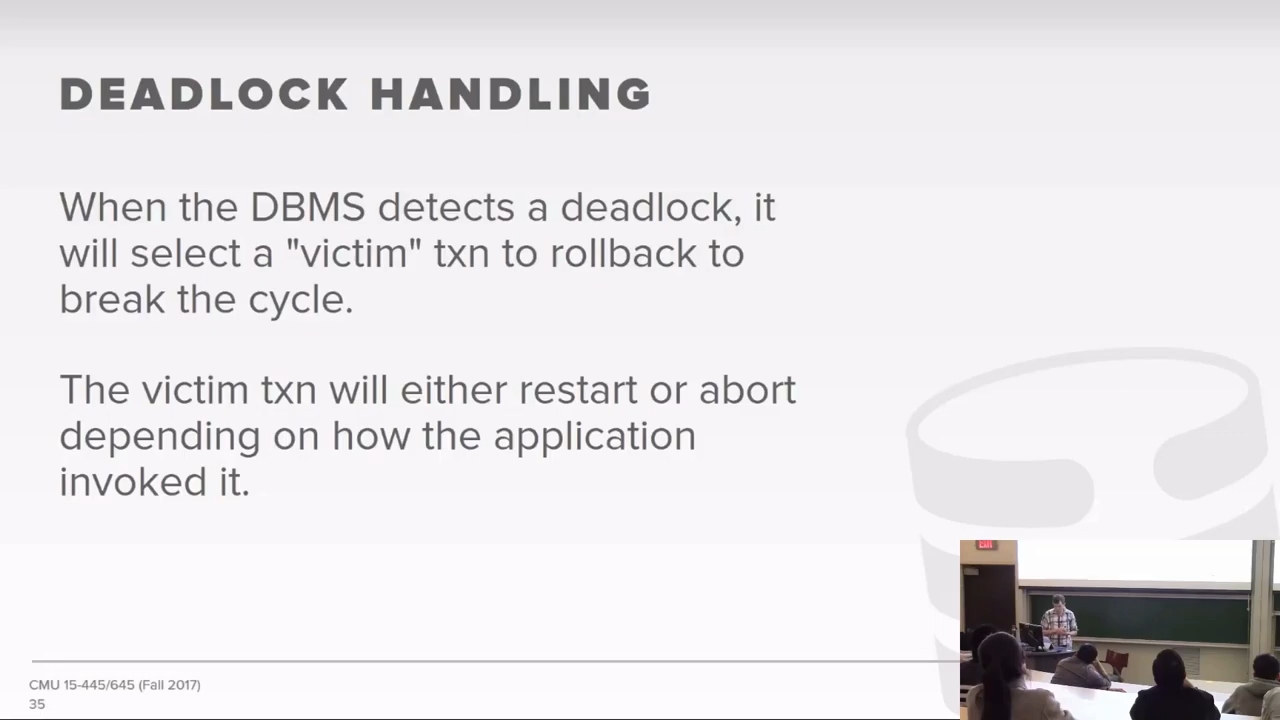 DEADLOCK HANDLING
When the DBMS detects a deadlock, it
will select a "victim" txn to rollback to
break the cycle.
The victim txn will either restart or abort
depending on how the application
invoked it.
CMU 15-445/645 (Fall 2017)
35
EXIT